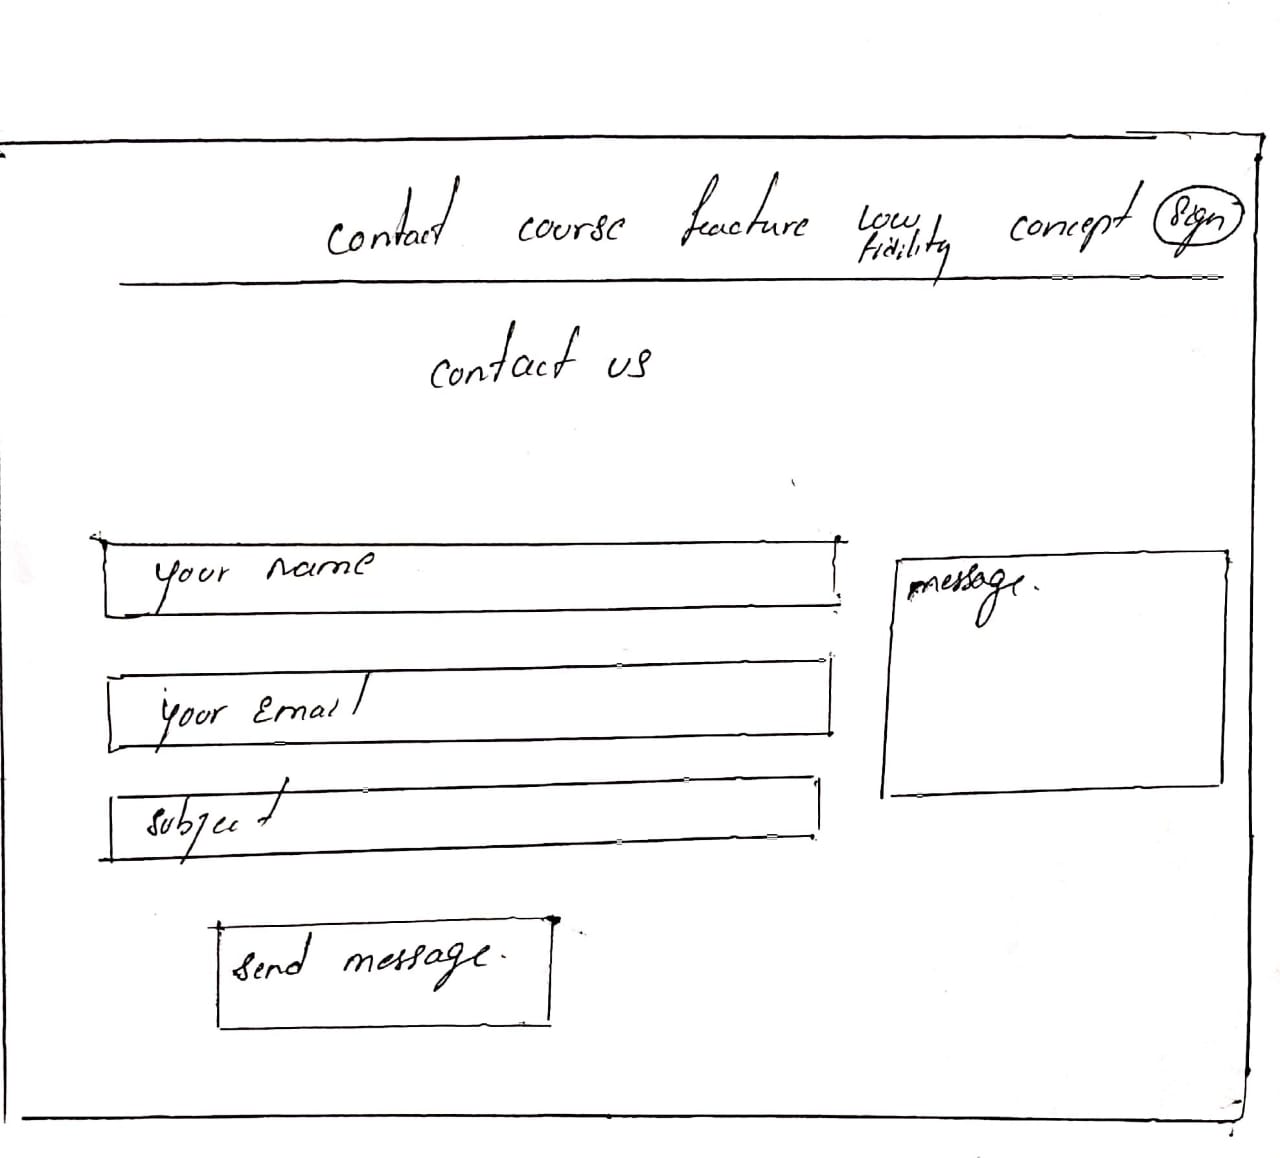 contact course feacture Low fidility concept Sign
contact us
your name
message.
your Email
subject
send message.